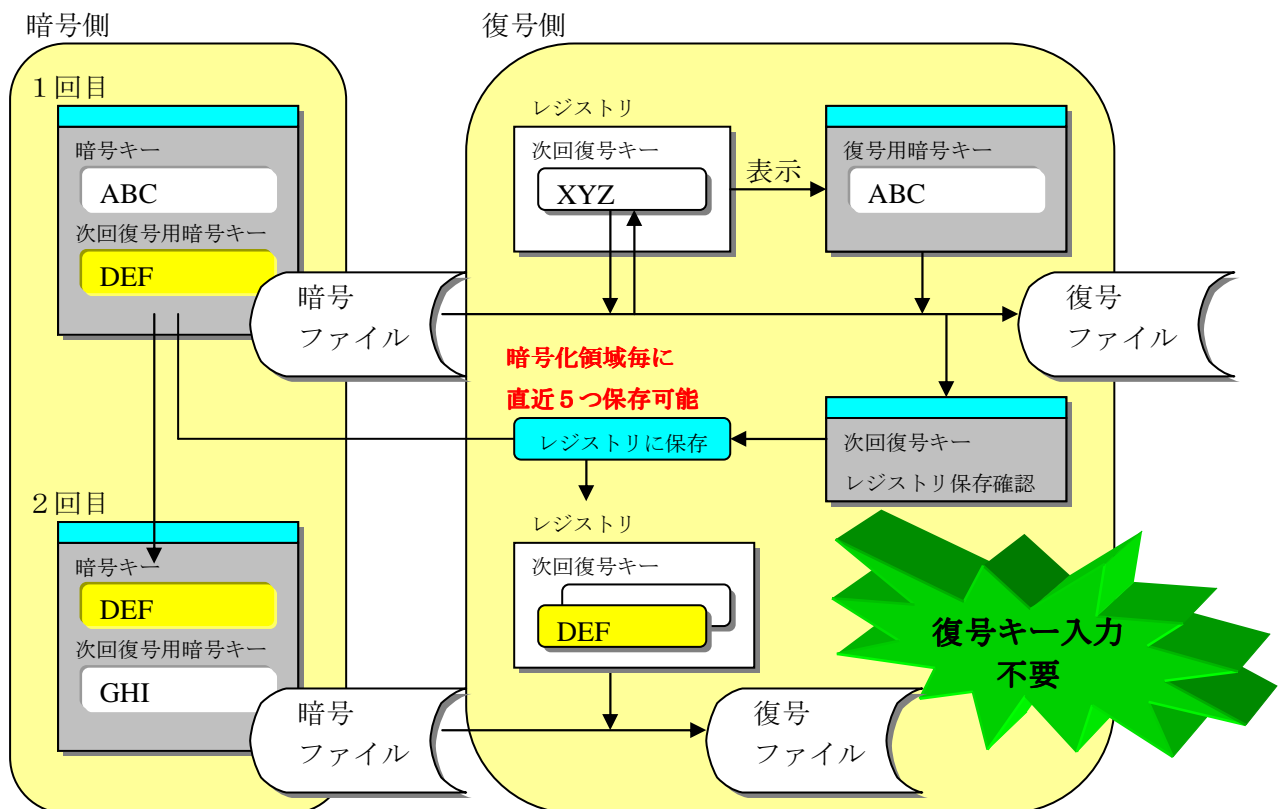 暗号側
復号側
1回目
暗号キー
ABC
次回復号用暗号キー
DEF
暗号
ファイル
レジストリ
次回復号キー
XYZ
表示
復号用暗号キー
ABC
復号
ファイル
暗号化領域毎に
直近5つ保存可能
レジストリに保存
次回復号キー
レジストリ保存確認
2回目
暗号キー
DEF
次回復号用暗号キー
GHI
暗号
ファイル
レジストリ
次回復号キー
DEF
復号
ファイル
復号キー入力
不要